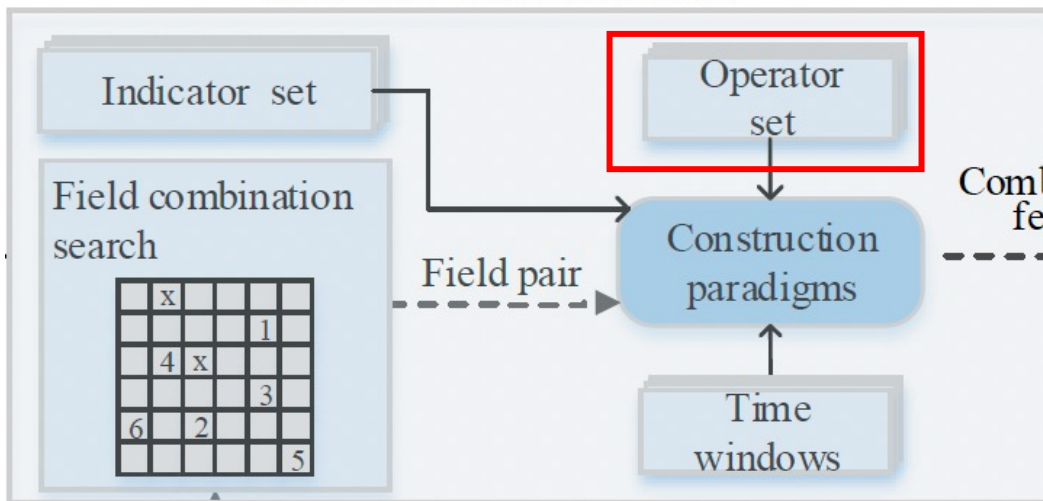 Indicator set
Operator
set
Field combination
search
x
1
4 x
3
6 2
5
Field pair
Construction
paradigms
Time
windows